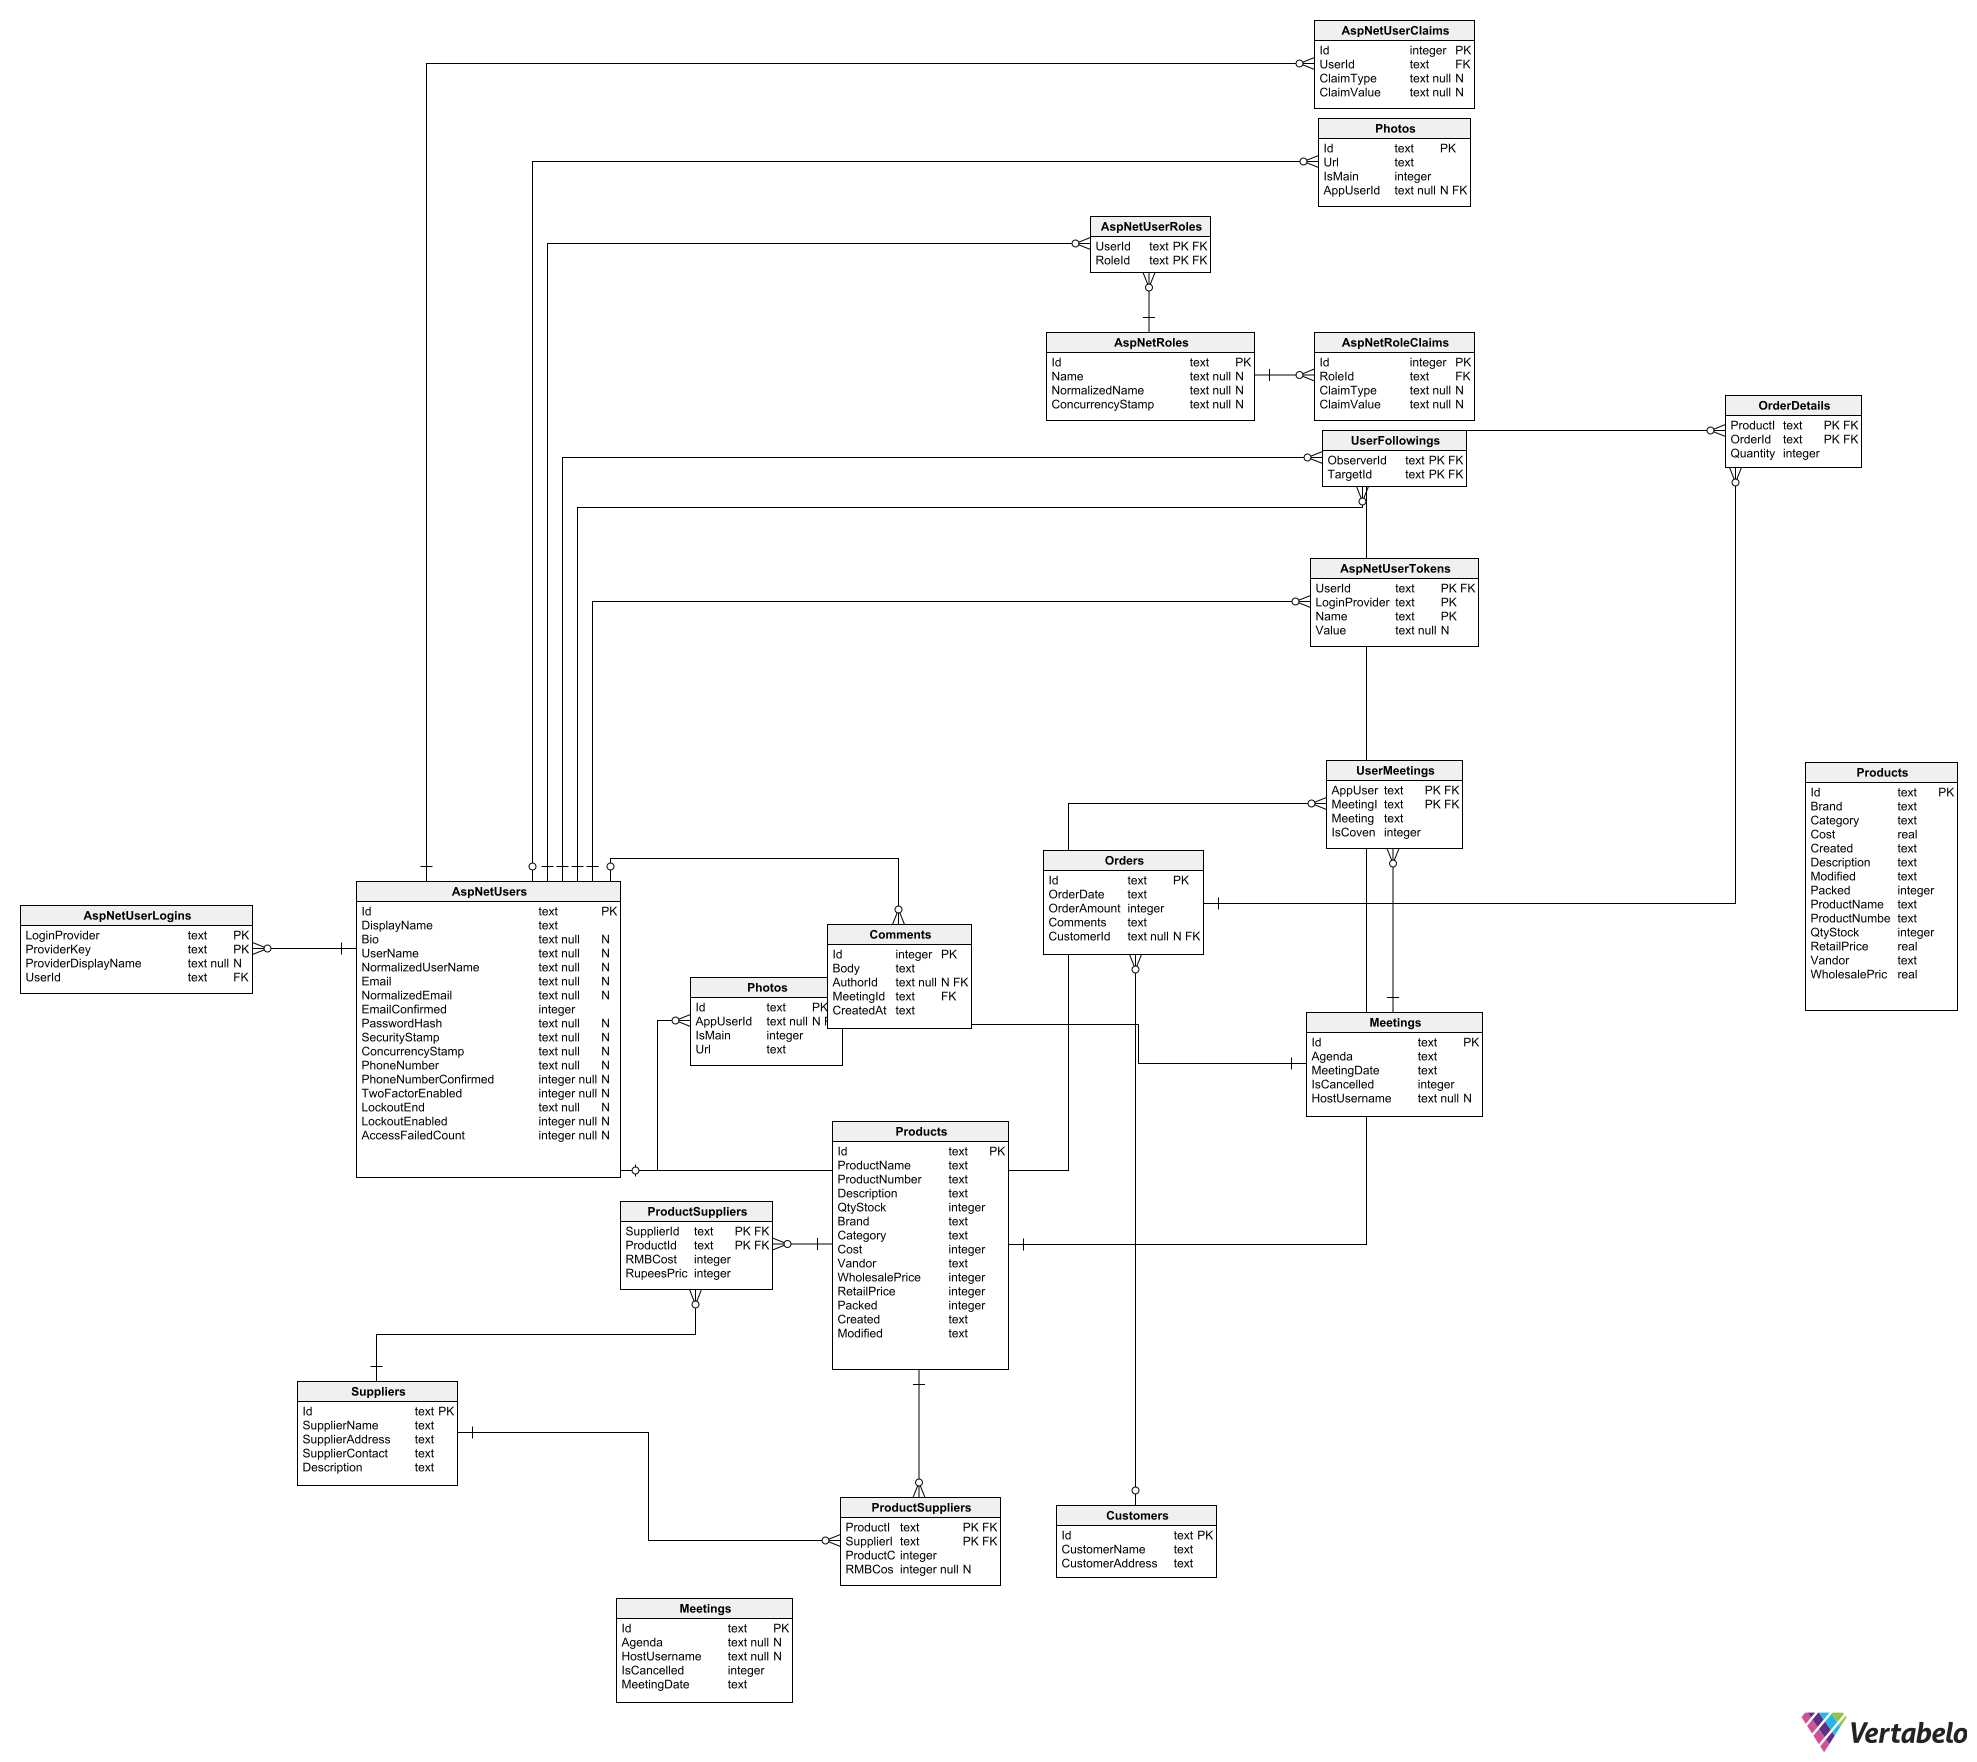 AspNetUserClaims
Id integer PK
UserId text FK
ClaimType text null N
ClaimValue text null N
Photos
Id text PK
Url text
IsMain integer
AppUserId text null N FK
AspNetUserRoles
UserId text PK FK
RoleId text PK FK
AspNetRoles
Id text PK
Name text null N
NormalizedName text null N
ConcurrencyStamp text null N
AspNetRoleClaims
Id integer PK
RoleId text FK
ClaimType text null N
ClaimValue text null N
OrderDetails
ProductI text PK FK
OrderId text PK FK
Quantity integer
UserFollowings
ObserverId text PK FK
TargetId text PK FK
AspNetUserTokens
UserId text PK FK
LoginProvider text PK
Name text PK
Value text null N
UserMeetings
AppUser text PK FK
MeetingI text PK FK
Meeting text
IsCoven integer
Products
Id text PK
Brand text
Category text
Cost real
Created text
Description text
Modified text
Packed integer
ProductName text
ProductNumbe text
QtyStock integer
RetailPrice real
Vandor text
WholesalePric real
Orders
Id text PK
OrderDate text
OrderAmount integer
Comments text
CustomerId text null N FK
AspNetUsers
Id text PK
DisplayName text
Bio text null N
UserName text null N
NormalizedUserName text null N
Email text null N
NormalizedEmail text null N
EmailConfirmed integer
PasswordHash text null N
SecurityStamp text null N
ConcurrencyStamp text null N
PhoneNumber text null N
PhoneNumberConfirmed integer null N
TwoFactorEnabled integer null N
LockoutEnd text null N
LockoutEnabled integer null N
AccessFailedCount integer null N
AspNetUserLogins
LoginProvider text PK
ProviderKey text PK
ProviderDisplayName text null N
UserId text FK
Comments
Id integer PK
Body text
AuthorId text null N FK
MeetingId text FK
CreatedAt text
Photos
Id text PK
AppUserId text null N
IsMain integer
Url text
Meetings
Id text PK
Agenda text
MeetingDate text
IsCancelled integer
HostUsername text null N
Products
Id text PK
ProductName text
ProductNumber text
Description text
QtyStock integer
Brand text
Category text
Cost integer
Vandor text
WholesalePrice integer
RetailPrice integer
Packed integer
Created text
Modified text
ProductSuppliers
SupplierId text PK FK
ProductId text PK FK
RMBCost integer
RupeesPric integer
Suppliers
Id text PK
SupplierName text
SupplierAddress text
SupplierContact text
Description text
ProductSuppliers
ProductI text PK FK
SupplierI text PK FK
ProductC integer
RMBCos integer null N
Customers
Id text PK
CustomerName text
CustomerAddress text
Meetings
Id text PK
Agenda text null N
HostUsername text null N
IsCancelled integer
MeetingDate text
Vertabelo